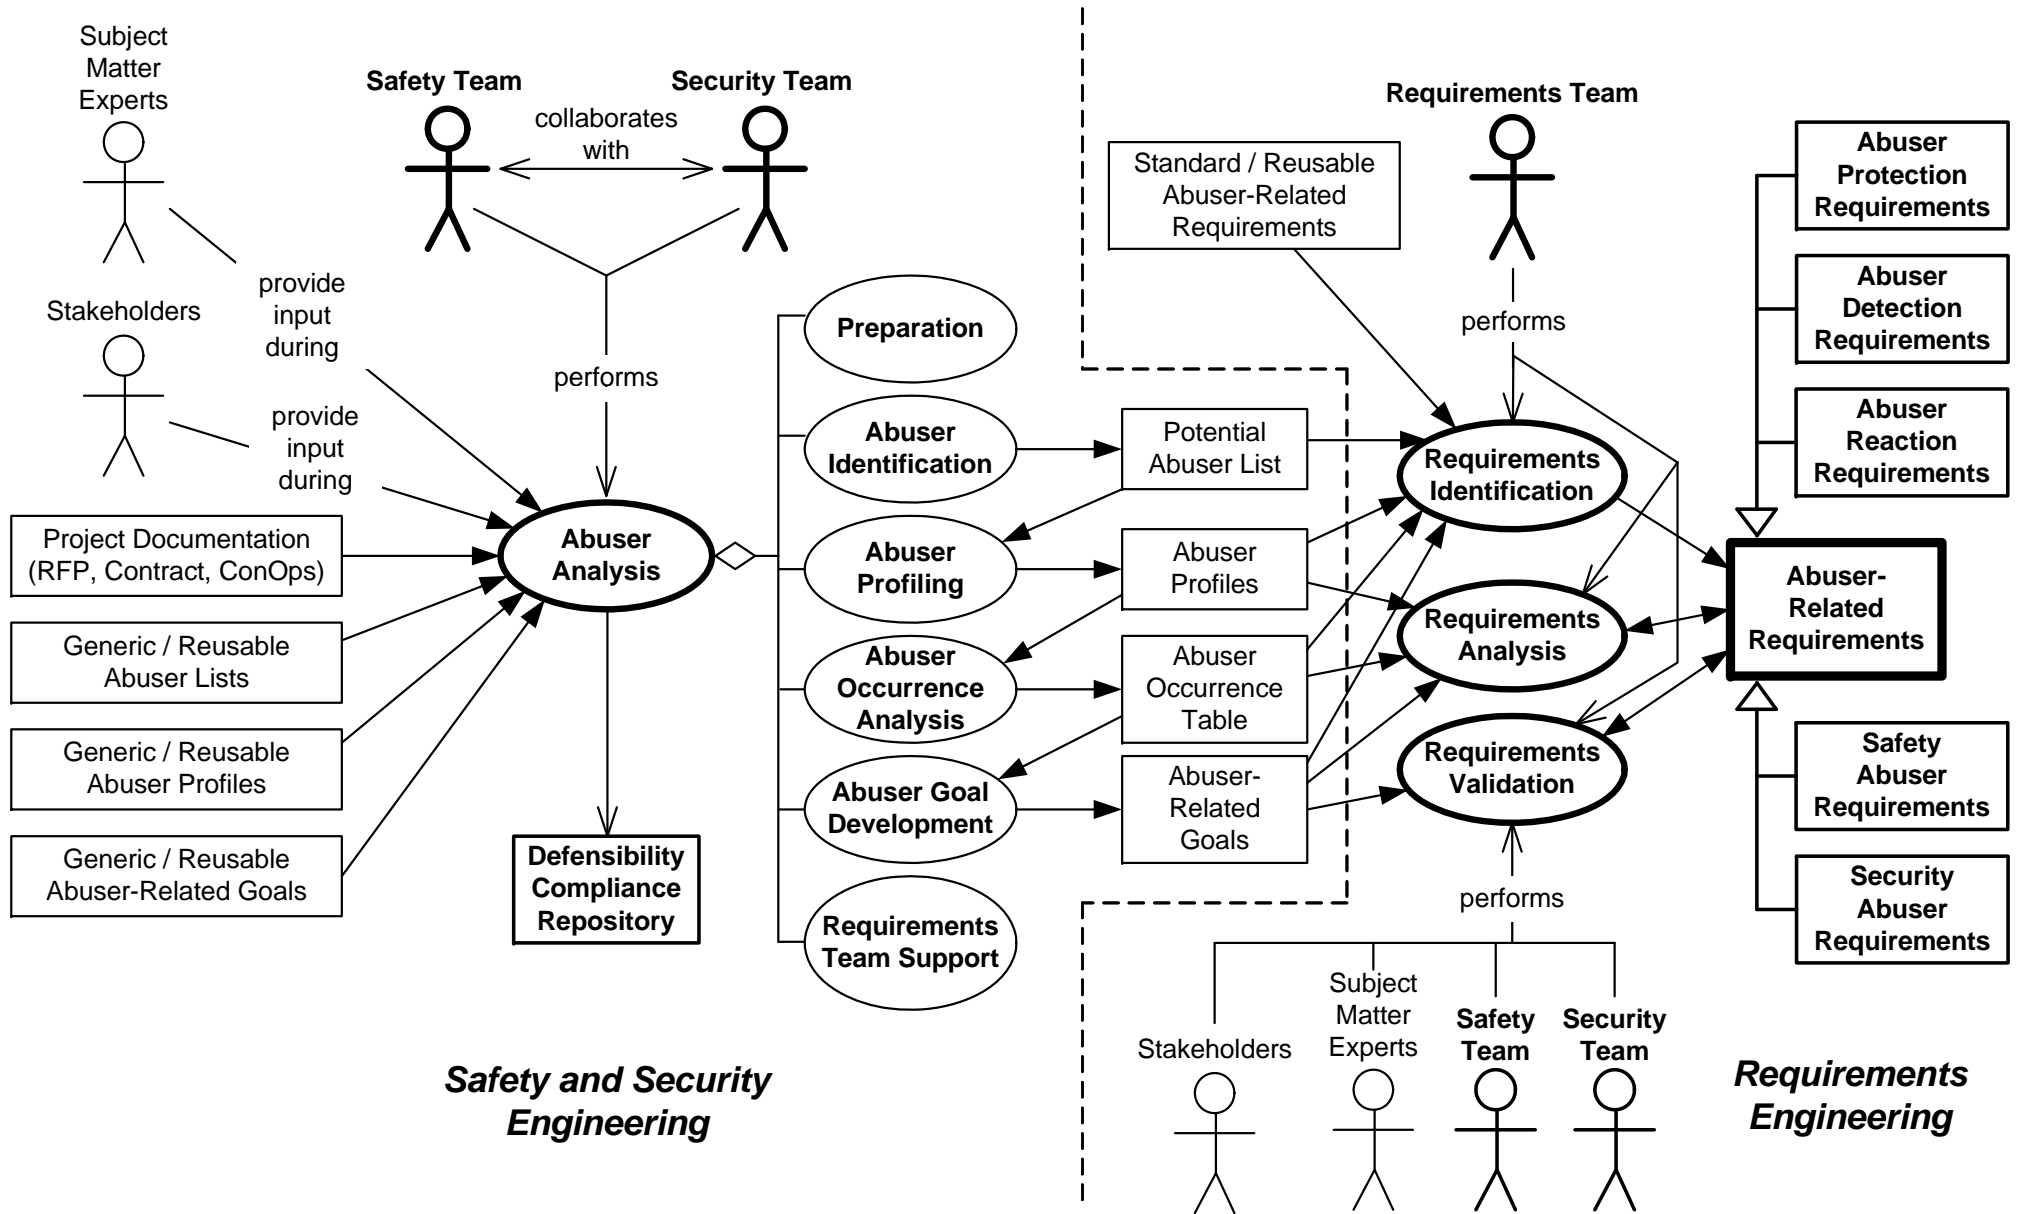 Subject
Matter
Experts
Safety Team
Security Team
collaborates
with
Requirements Team
Standard / Reusable
Abuser-Related
Requirements
Abuser
Protection
Requirements
Abuser
Detection
Requirements
Abuser
Reaction
Requirements
Stakeholders
provide
input
during
provide
input
during
performs
performs
Preparation
Abuser
Identification
Potential
Abuser List
Requirements
Identification
Project Documentation
(RFP, Contract, ConOps)
Abuser
Analysis
Abuser
Profiling
Abuser
Profiles
Abuser-
Related
Requirements
Generic / Reusable
Abuser Lists
Abuser
Occurrence
Analysis
Abuser
Occurrence
Table
Requirements
Analysis
Generic / Reusable
Abuser Profiles
Abuser Goal
Development
Abuser-
Related
Goals
Requirements
Validation
Safety
Abuser
Requirements
Generic / Reusable
Abuser-Related Goals
Defensibility
Compliance
Repository
Requirements
Team Support
performs
Security
Abuser
Requirements
Stakeholders
Subject
Matter
Experts
Safety
Team
Security
Team
Safety and Security
Engineering
Requirements
Engineering